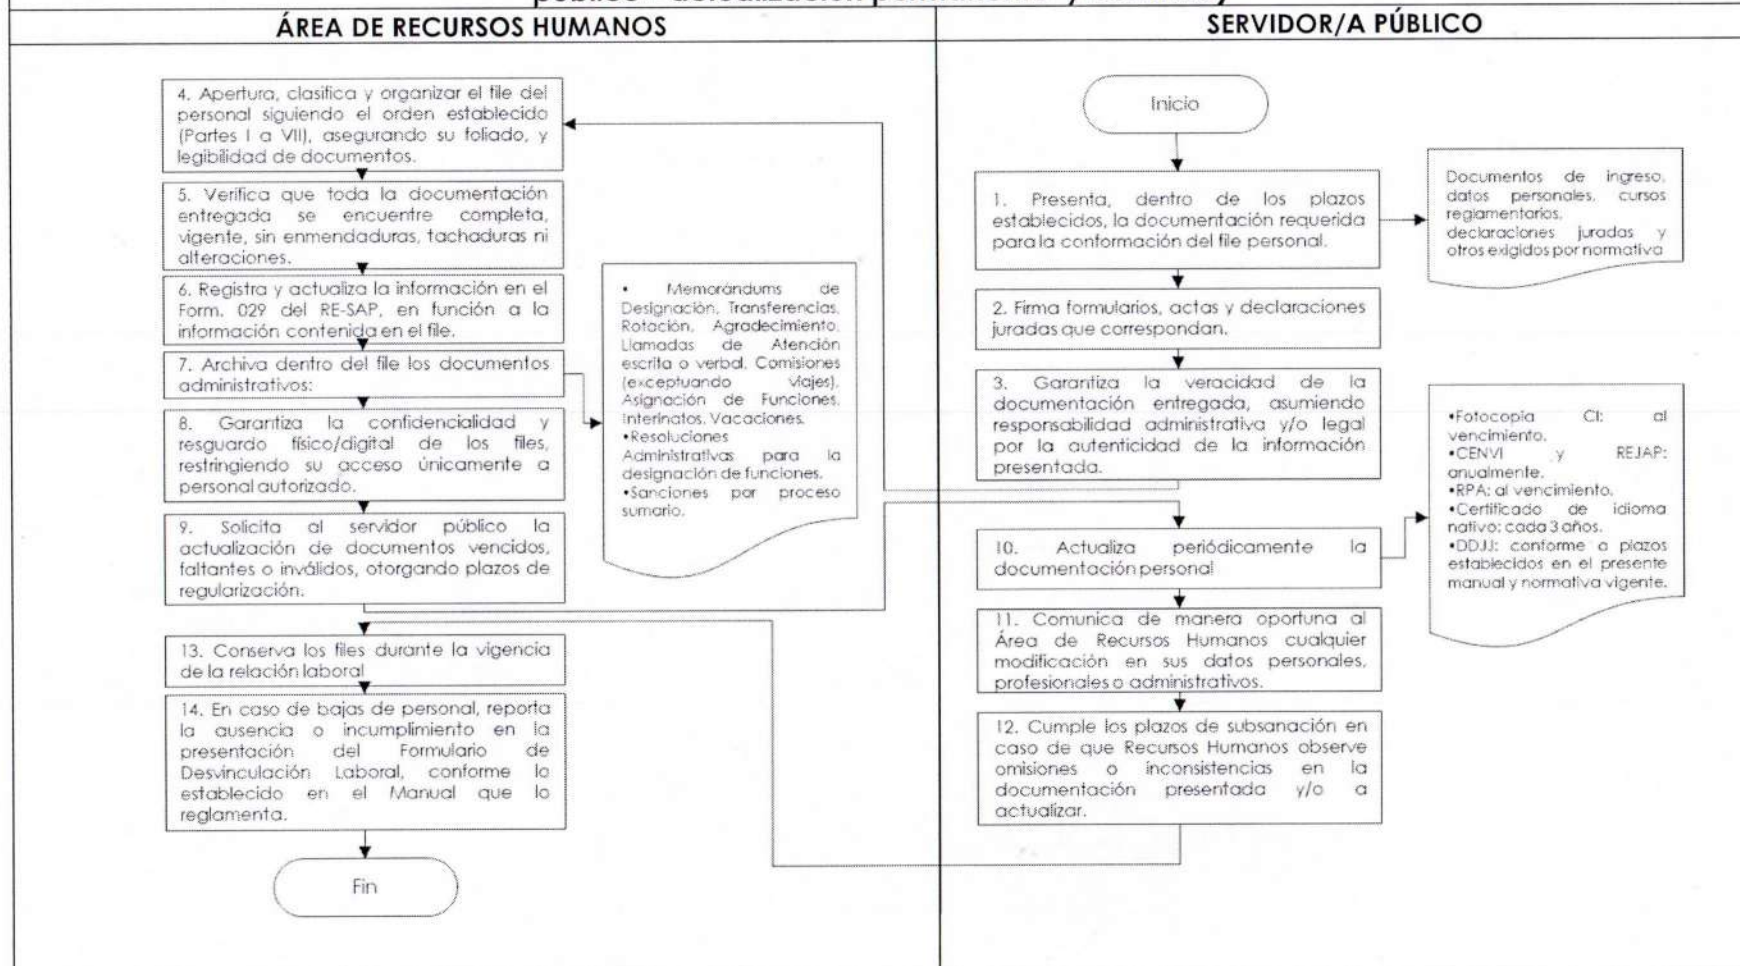 ÁREA DE RECURSOS HUMANOS
SERVIDOR/A PÚBLICO
Inicio
1. Presenta, dentro de los plazos
establecidos, la documentación requerida
para la conformación del file personal.
Documentos de ingreso,
datos personales, cursos
reglamentarios,
declaraciones juradas y
otros exigidos por normativa
2. Firma formularios, actas y declaraciones
juradas que correspondan.
3. Garantiza la veracidad de la
documentación entregada, asumiendo
responsabilidad administrativa y/o legal
por la autenticidad de la información
presentada.
4. Apertura, clasifica y organizar el file del
personal siguiendo el orden establecido
(Partes I a VII), asegurando su foliado, y
legibilidad de documentos.
5. Verifica que toda la documentación
entregada se encuentre completa,
vigente, sin enmendaduras, tachaduras ni
alteraciones.
6. Registra y actualiza la información en el
Form. 029 del RE-SAP, en función a la
información contenida en el file.
7. Archiva dentro del file los documentos
administrativos:
• Memorándums de
Designación, Transferencias,
Rotación, Agradecimiento,
Llamadas de Atención
escrita o verbal, Comisiones
(exceptuando viajes),
Asignación de Funciones,
Interinatos, Vacaciones.
•Resoluciones
Administrativas para la
designación de funciones.
•Sanciones por proceso
sumario.
8. Garantiza la confidencialidad y
resguardo físico/digital de los files,
restringiendo su acceso únicamente a
personal autorizado.
9. Solicita al servidor público la
actualización de documentos vencidos,
faltantes o inválidos, otorgando plazos de
regularización.
10. Actualiza periódicamente la
documentación personal
•Fotocopia CI: al
vencimiento.
•CENVI y REJAP:
anualmente.
•RPA: al vencimiento.
•Certificado de idioma
nativo: cada 3 años.
•DDJJ: conforme a plazos
establecidos en el presente
manual y normativa vigente.
11. Comunica de manera oportuna al
Área de Recursos Humanos cualquier
modificación en sus datos personales,
profesionales o administrativos.
12. Cumple los plazos de subsanación en
caso de que Recursos Humanos observe
omisiones o inconsistencias en la
documentación presentada y/o a
actualizar.
13. Conserva los files durante la vigencia
de la relación laboral
14. En caso de bajas de personal, reporta
la ausencia o incumplimiento en la
presentación del Formulario de
Desvinculación Laboral, conforme lo
establecido en el Manual que lo
reglamenta.
Fin